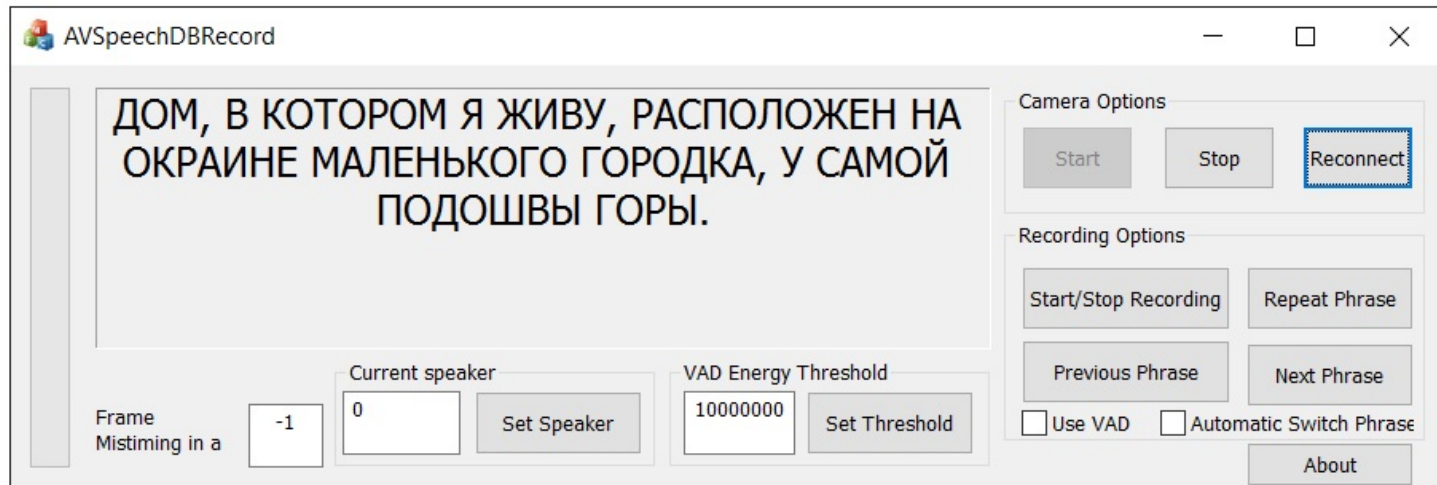 AVSpeechDBRecord
ДОМ, В КОТОРОМ Я ЖИВУ, РАСПОЛОЖЕН НА
ОКРАИНЕ МАЛЕНЬКОГО ГОРОДКА, У САМОЙ
ПОДОШВЫ ГОРЫ.
Frame
Mistiming in a
-1
Current speaker
0
Set Speaker
VAD Energy Threshold
10000000
Set Threshold
Camera Options
Start
Stop
Reconnect
Recording Options
Start/Stop Recording
Repeat Phrase
Previous Phrase
Next Phrase
Use VAD
Automatic Switch Phrase
About